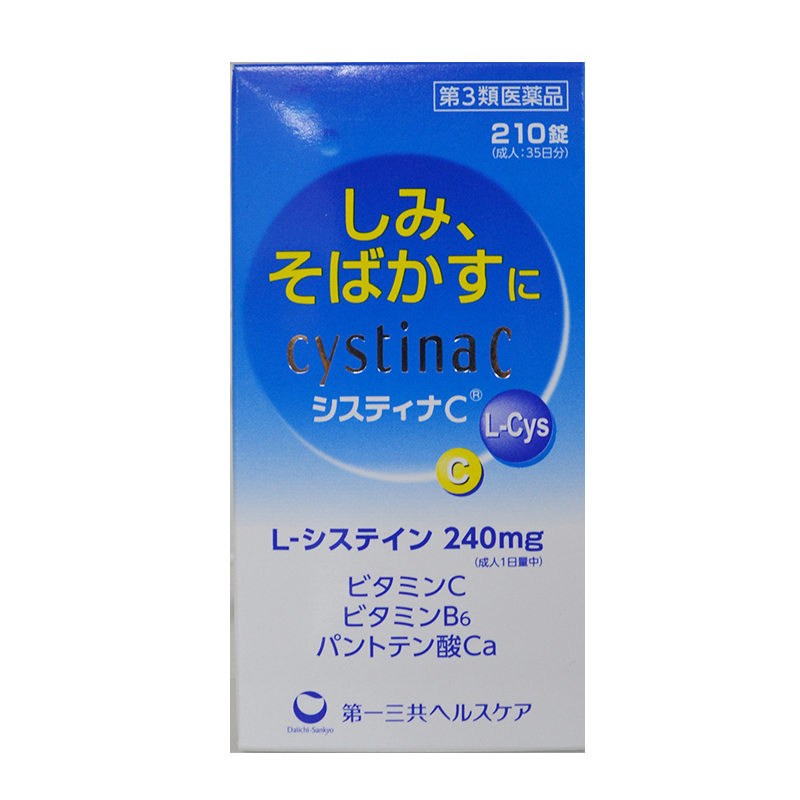 第3類医薬品
210錠
(成人:35日分)
しみ、
そばかすに
cystina C
システィナC®
L-Cys
C
L-システイン 240mg
(成人1日量中)
ビタミンC
ビタミンB6
パントテン酸Ca
第一三共ヘルスケア
Daiichi-Sankyo